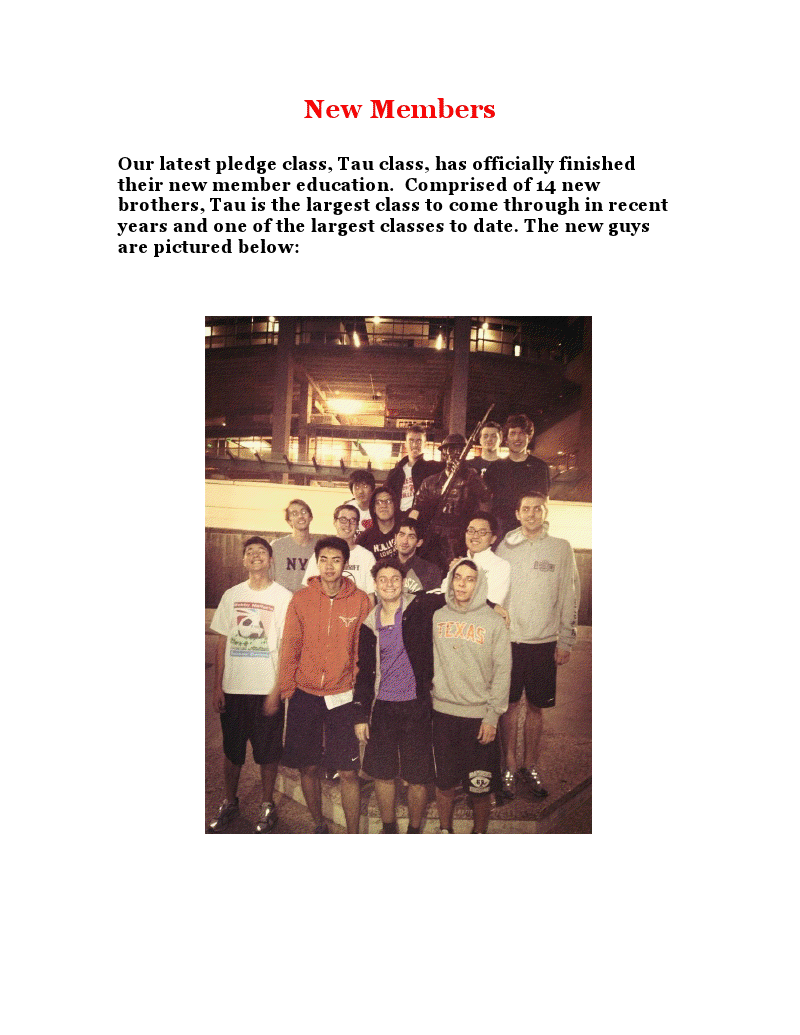 New Members
Our latest pledge class, Tau class, has officially finished
their new member education.  Comprised of 14 new
brothers, Tau is the largest class to come through in recent
years and one of the largest classes to date. The new guys
are pictured below:
NY
TEXAS